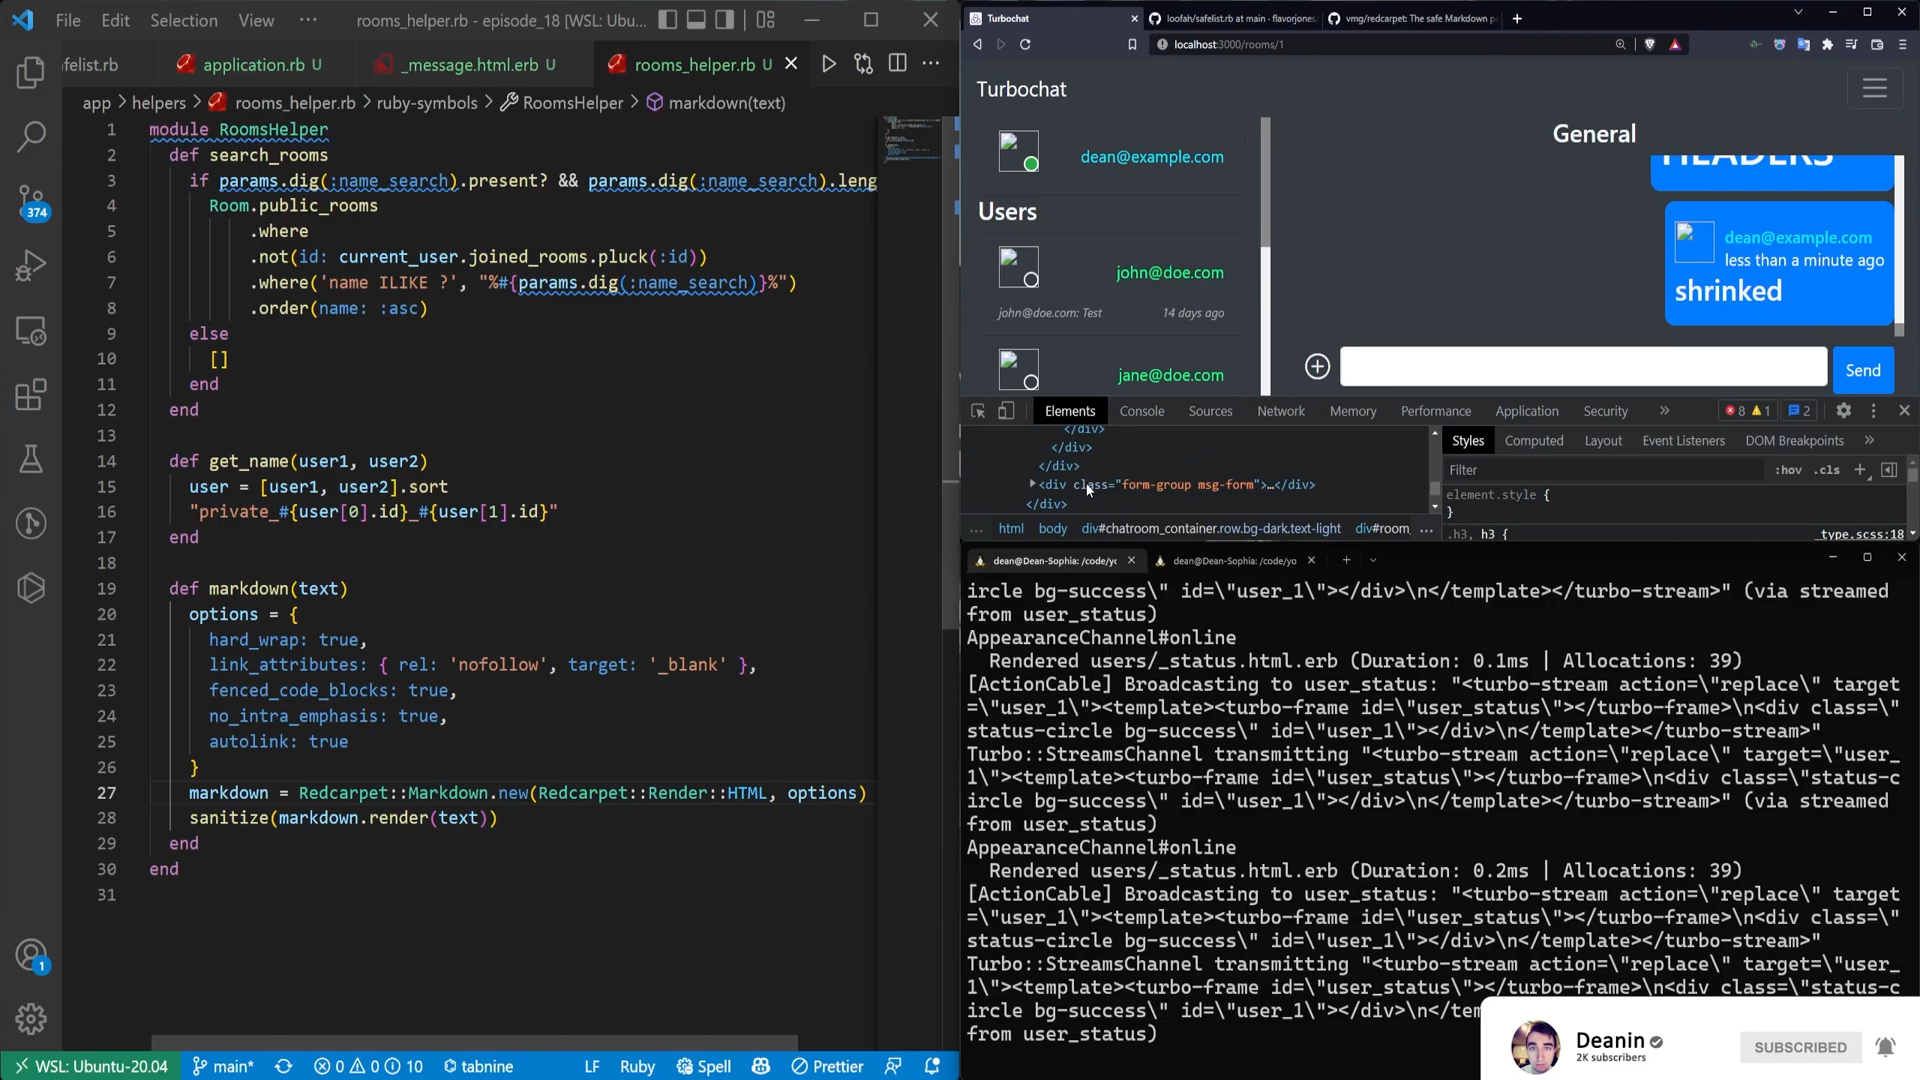 File Edit Selection View ··· rooms_helper.rb - episode_18 [WSL: Ubu...
felist.rb application.rb U _message.html.erb U rooms_helper.rb U
app > helpers > rooms_helper.rb > ruby-symbols > RoomsHelper > markdown(text)
1 module RoomsHelper
2 def search_rooms
3 if params.dig(:name_search).present? && params.dig(:name_search).leng
4 Room.public_rooms
5 .where
6 .not(id: current_user.joined_rooms.pluck(:id))
7 .where('name ILIKE ?', "%#{params.dig(:name_search)}%")
8 .order(name: :asc)
9 else
10 []
11 end
12 end
13
14 def get_name(user1, user2)
15 user = [user1, user2].sort
16 "private_#{user[0].id}_#{user[1].id}"
17 end
18
19 def markdown(text)
20 options = {
21 hard_wrap: true,
22 link_attributes: { rel: 'nofollow', target: '_blank' },
23 fenced_code_blocks: true,
24 no_intra_emphasis: true,
25 autolink: true
26 }
27 markdown = Redcarpet::Markdown.new(Redcarpet::Render::HTML, options)
28 sanitize(markdown.render(text))
29 end
30 end
31
374
1
WSL: Ubuntu-20.04 main* 0 0 10 tabnine LF Ruby Spell Prettier
Turbochat loofah/safelist.rb at main · flavorjones vmg/redcarpet: The safe Markdown p
localhost:3000/rooms/1
Turbochat
dean@example.com
Users
john@doe.com
john@doe.com: Test 14 days ago
jane@doe.com
General
HEADERS
dean@example.com
less than a minute ago
shrinked
Send
Elements Console Sources Network Memory Performance Application Security » 8 1 2
</div>
</div>
</div>
<div class="form-group msg-form">…</div>
</div>
... html body div#chatroom_container.row.bg-dark.text-light div#room_ ...
Styles Computed Layout Event Listeners DOM Breakpoints »
Filter :hov .cls +
element.style {
}
.h3, h3 { _type.scss:18
dean@Dean-Sophia: /code/yc dean@Dean-Sophia: /code/yo
ircle bg-success\" id=\"user_1\"></div>\n</template></turbo-stream>" (via streamed
from user_status)
AppearanceChannel#online
Rendered users/_status.html.erb (Duration: 0.1ms | Allocations: 39)
[ActionCable] Broadcasting to user_status: "<turbo-stream action=\"replace\" target
=\"user_1\"><template><turbo-frame id=\"user_status\"></turbo-frame>\n<div class=\"
status-circle bg-success\" id=\"user_1\"></div>\n</template></turbo-stream>"
Turbo::StreamsChannel transmitting "<turbo-stream action=\"replace\" target=\"user_
1\"><template><turbo-frame id=\"user_status\"></turbo-frame>\n<div class=\"status-c
ircle bg-success\" id=\"user_1\"></div>\n</template></turbo-stream>" (via streamed
from user_status)
AppearanceChannel#online
Rendered users/_status.html.erb (Duration: 0.2ms | Allocations: 39)
[ActionCable] Broadcasting to user_status: "<turbo-stream action=\"replace\" target
=\"user_1\"><template><turbo-frame id=\"user_status\"></turbo-frame>\n<div class=\"
status-circle bg-success\" id=\"user_1\"></div>\n</template></turbo-stream>"
Turbo::StreamsChannel transmitting "<turbo-stream action=\"replace\" target=\"user_
1\"><template><turbo-frame id=\"user_status\"></turbo-frame>\n<div class=\"status-c
ircle bg-success\" id=\"user_1\"></div>\n</t
from user_status)
Deanin
2K subscribers
SUBSCRIBED